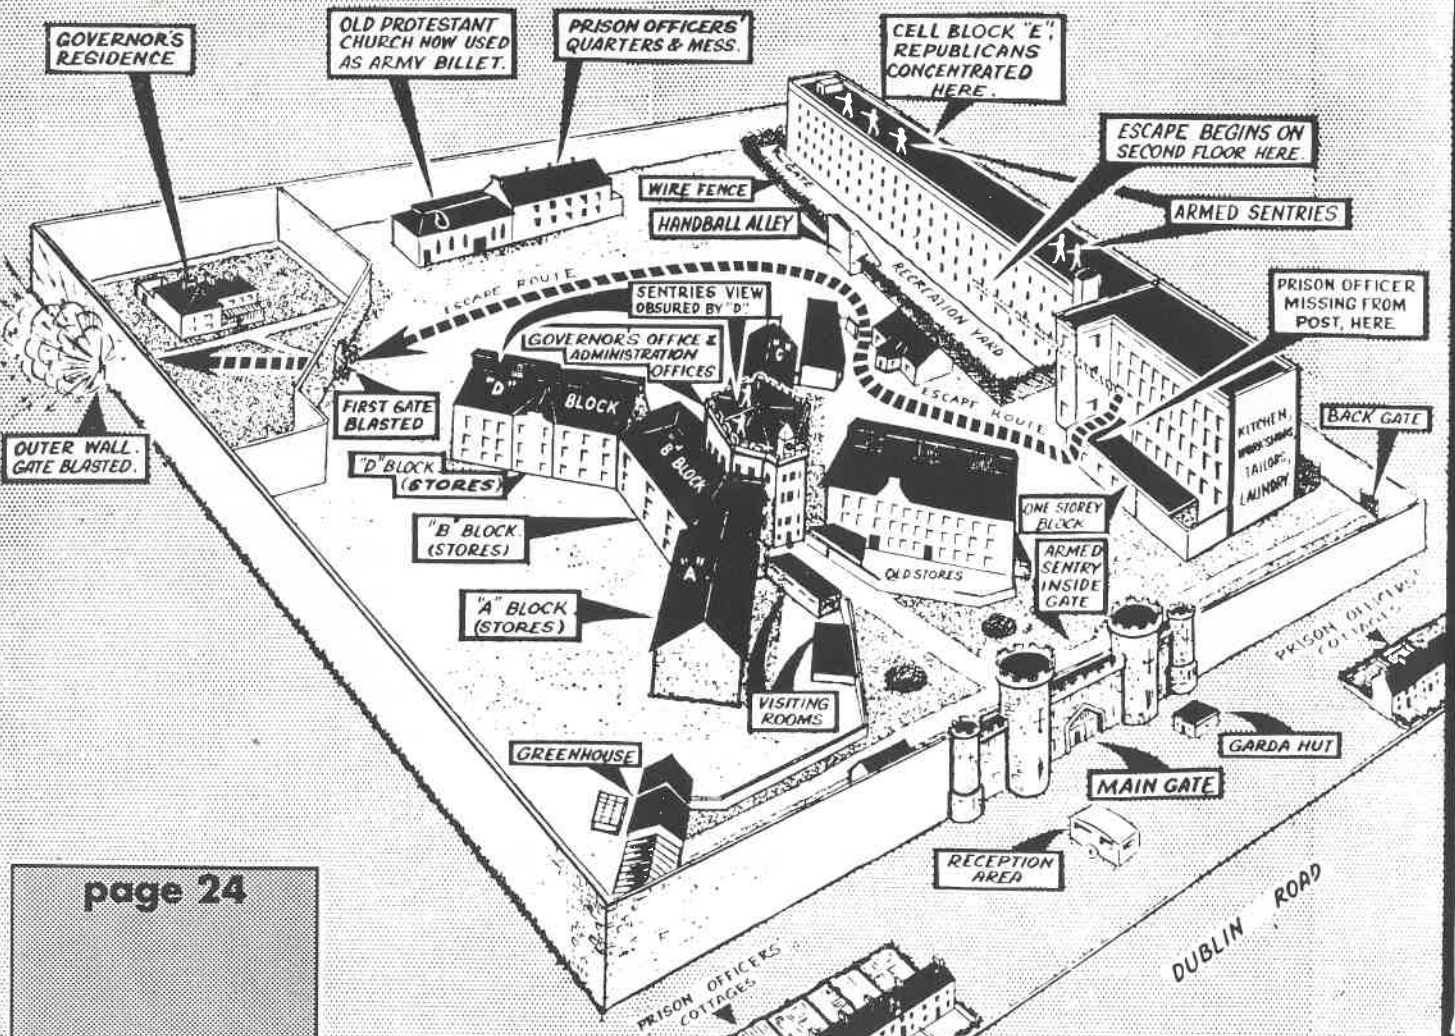 GOVERNOR'S
RESIDENCE
OLD PROTESTANT
CHURCH NOW USED
AS ARMY BILLET.
PRISON OFFICERS'
QUARTERS & MESS.
CELL BLOCK "E",
REPUBLICANS
CONCENTRATED
HERE.
ESCAPE BEGINS ON
SECOND FLOOR HERE.
WIRE FENCE
GATE
HANDBALL ALLEY
ARMED SENTRIES
RECREATION YARD
ESCAPE ROUTE
SENTRIES VIEW
OBSURED BY "D"
PRISON OFFICER
MISSING FROM
POST, HERE
GOVERNORS OFFICE &
ADMINISTRATION
OFFICES
"C"
"D" BLOCK
ESCAPE ROUTE
FIRST GATE
BLASTED
BACK GATE
OUTER WALL.
GATE BLASTED.
KITCHEN,
WORKSHOPS
TAILORS
LAUNDRY
"D" BLOCK
(STORES)
"B" BLOCK
"B" BLOCK.
(STORES)
ONE STOREY
BLOCK
ARMED
SENTRY
INSIDE
GATE
OLD STORES
"A"
"A" BLOCK
(STORES)
PRISON OFFICERS'
COTTAGES
VISITING
ROOMS
GREENHOUSE
GARDA HUT
MAIN GATE
RECEPTION
AREA
page 24
DUBLIN ROAD
PRISON OFFICERS
COTTAGES